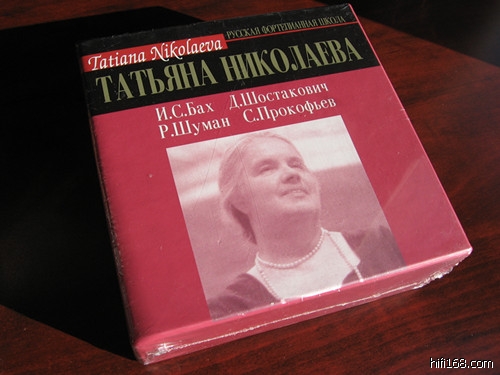 РУССКАЯ ФОРТЕПИАННАЯ ШКОЛА
Tatiana Nikolaeva
ТАТЬЯНА НИКОЛАЕВА
И.С.Бах Д.Шостакович
Р.Шуман С.Прокофьев
hifi168.com